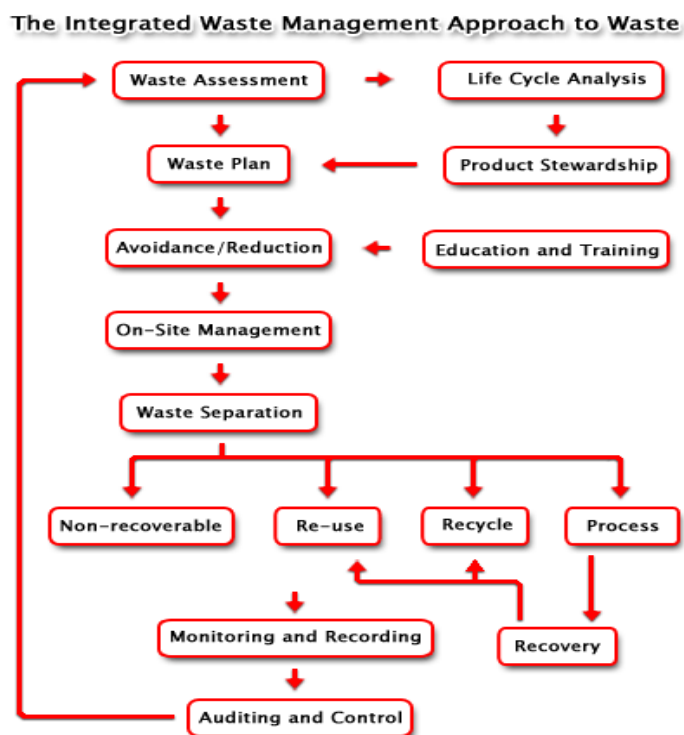 The Integrated Waste Management Approach to Waste
Waste Assessment
Life Cycle Analysis
Waste Plan
Product Stewardship
Avoidance/Reduction
Education and Training
On-Site Management
Waste Separation
Non-recoverable
Re-use
Recycle
Process
Monitoring and Recording
Recovery
Auditing and Control